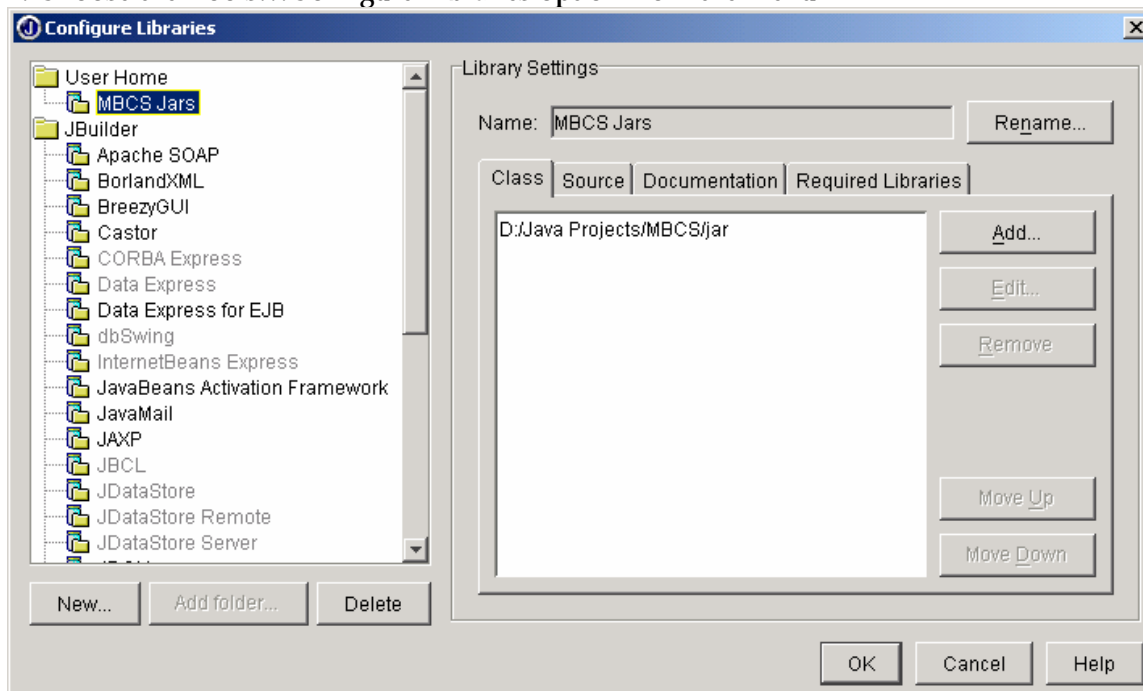 Configure Libraries
User Home
MBCS Jars
JBuilder
Apache SOAP
BorlandXML
BreezyGUI
Castor
CORBA Express
Data Express
Data Express for EJB
dbSwing
InternetBeans Express
JavaBeans Activation Framework
JavaMail
JAXP
JBCL
JDataStore
JDataStore Remote
JDataStore Server
New...
Add folder...
Delete
Library Settings
Name: MBCS Jars
Rename...
Class Source Documentation Required Libraries
D:/Java Projects/MBCS/jar
Add...
Edit...
Remove
Move Up
Move Down
OK
Cancel
Help